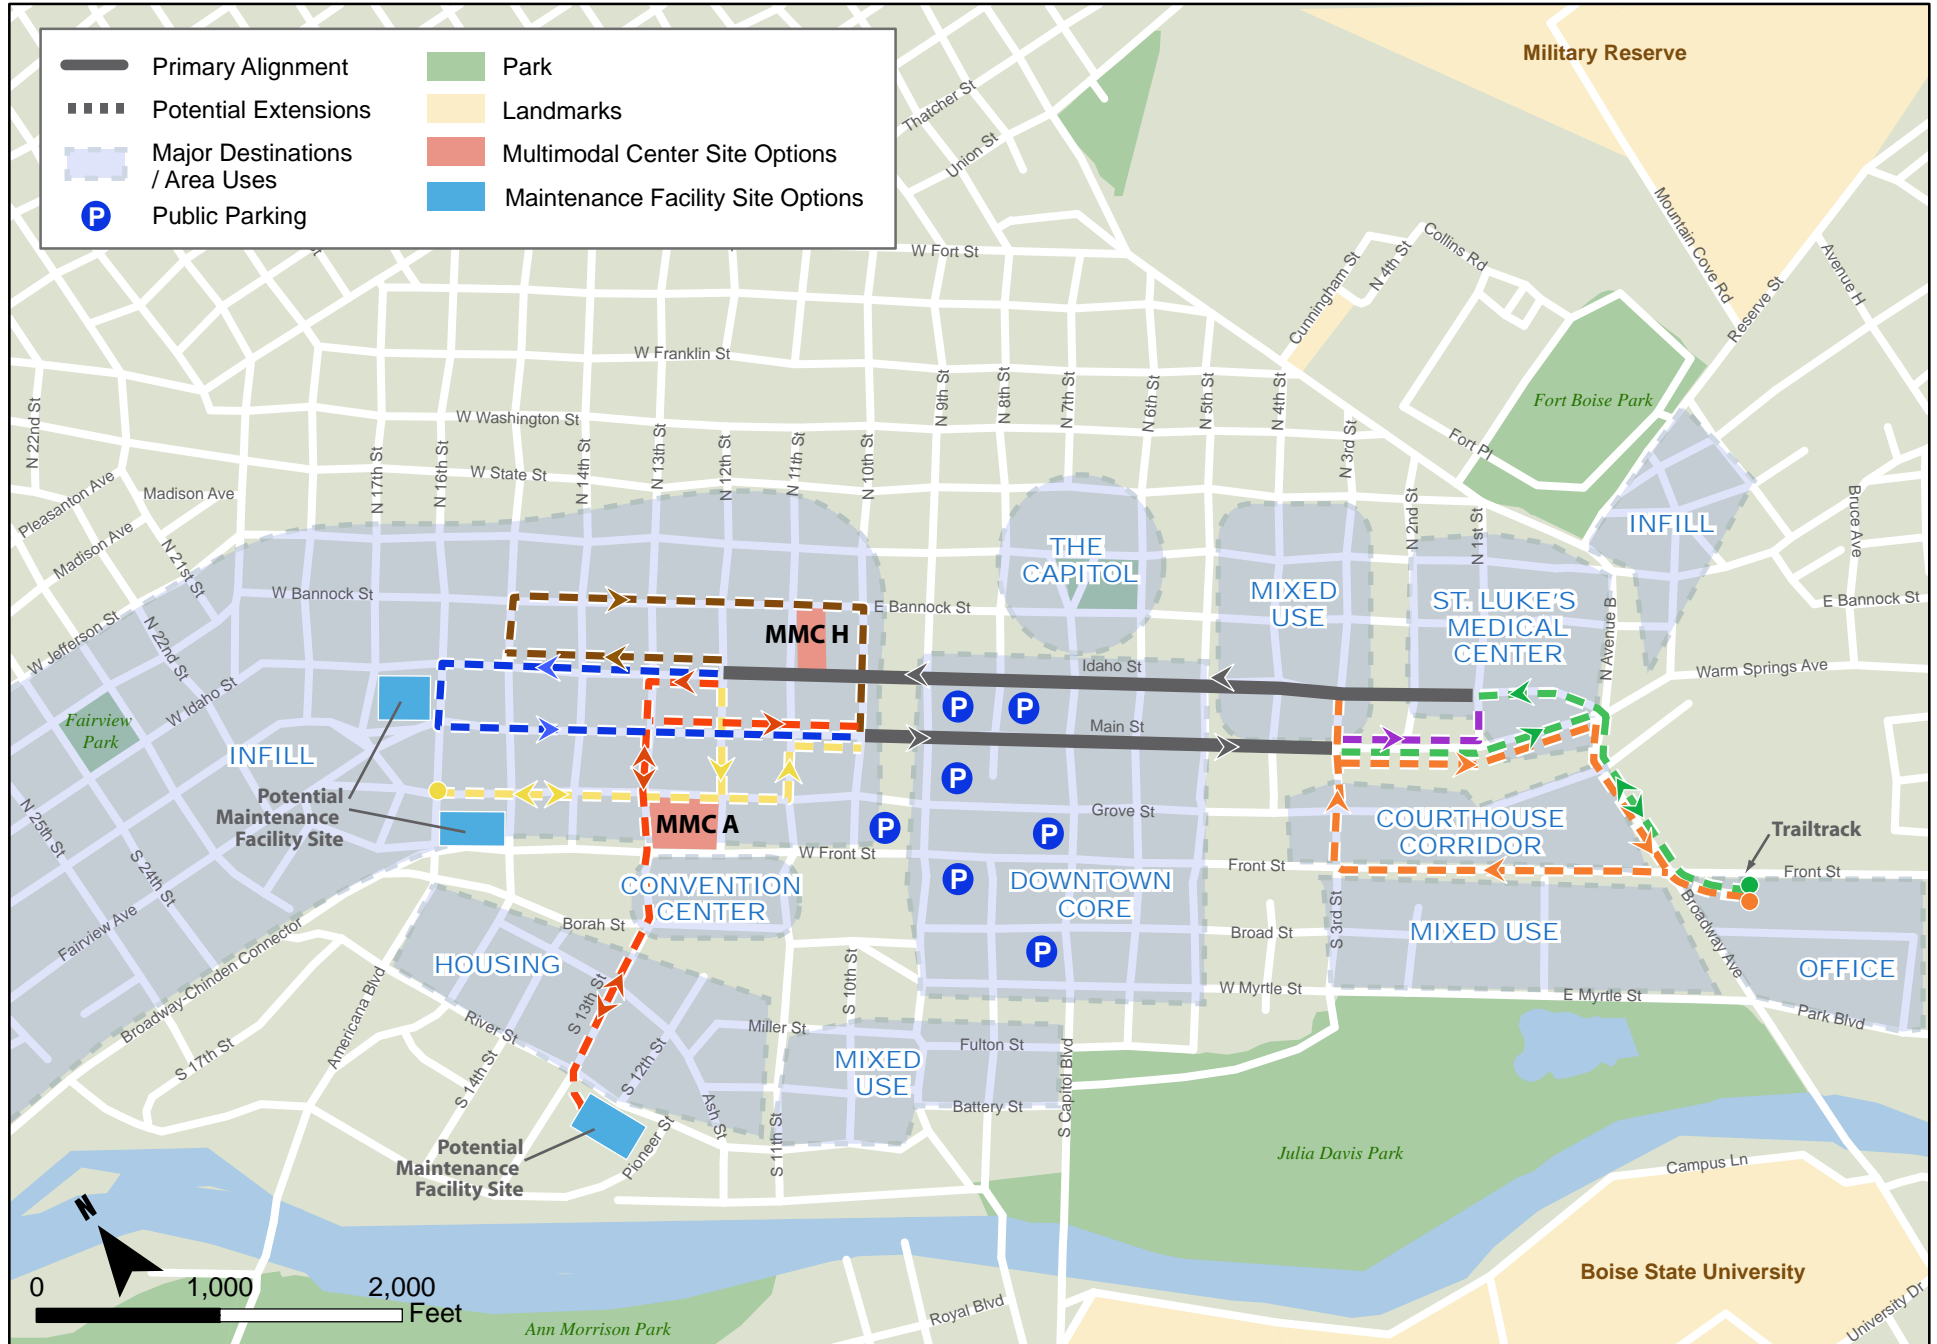 Primary Alignment
Potential Extensions
Major Destinations
/ Area Uses
Public Parking
Park
Landmarks
Multimodal Center Site Options
Maintenance Facility Site Options
Military Reserve
Thatcher St
Union St
W Fort St
Cunningham St
N 4th St
Collins Rd
Mountain Cove Rd
Reserve St
Avenue H
Fort Boise Park
Fort Pl
W Franklin St
W Washington St
W State St
N 22nd St
Pleasanton Ave
Madison Ave
Madison Ave
N 21st St
N 17th St
N 16th St
N 14th St
N 13th St
N 12th St
N 11th St
N 10th St
N 9th St
N 8th St
N 7th St
N 6th St
N 5th St
N 4th St
N 3rd St
N 2nd St
N 1st St
N Avenue B
Bruce Ave
INFILL
THE
CAPITOL
MIXED
USE
ST. LUKE'S
MEDICAL
CENTER
W Bannock St
E Bannock St
E Bannock St
Warm Springs Ave
W Jefferson St
N 22nd St
W Idaho St
Fairview
Park
INFILL
MMC H
MMC A
Idaho St
Main St
Grove St
P
P
P
P
P
P
P
Potential
Maintenance
Facility Site
N 25th St
S 24th St
Fairview Ave
W Front St
Front St
Front St
Trailtrack
COURTHOUSE
CORRIDOR
CONVENTION
CENTER
DOWNTOWN
CORE
Borah St
Broad St
S 3rd St
MIXED USE
Broadway Ave
OFFICE
HOUSING
Broadway-Chinden Connector
Americana Blvd
S 13th St
S 10th St
W Myrtle St
E Myrtle St
Park Blvd
River St
Miller St
S 17th St
S 14th St
S 12th St
Ash St
S 11th St
MIXED
USE
Fulton St
Battery St
S Capitol Blvd
Pioneer St
Potential
Maintenance
Facility Site
Julia Davis Park
Campus Ln
Boise State University
University Dr
Royal Blvd
Ann Morrison Park
N
0
1,000
2,000
Feet